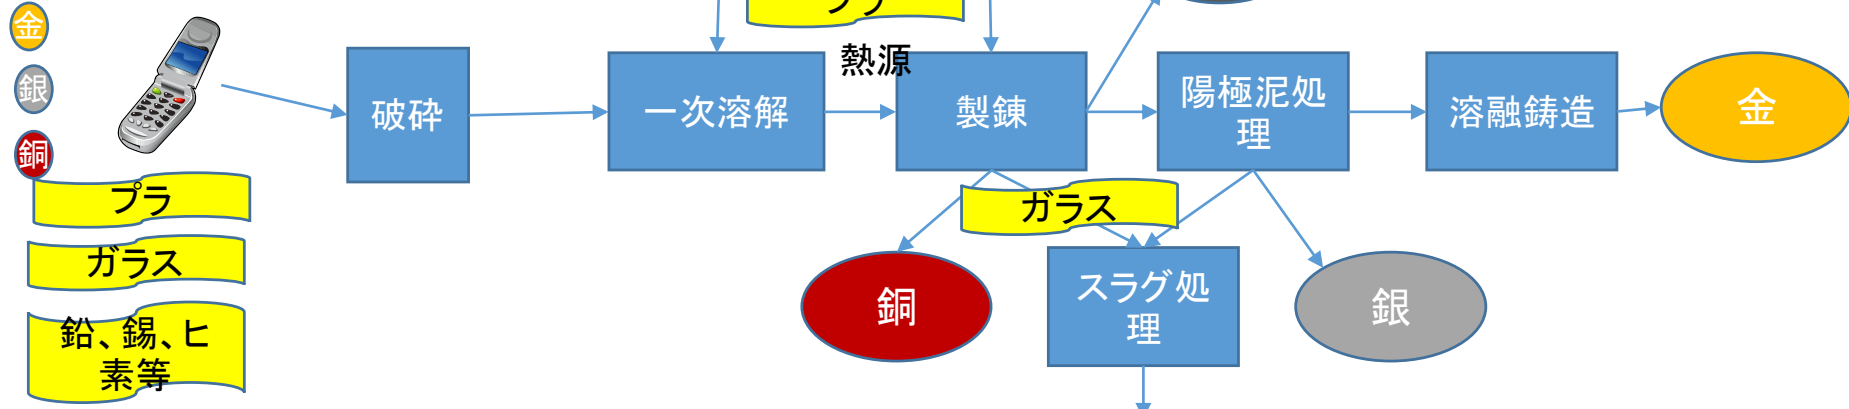 金
銀
銅
プラ
ガラス
鉛、錫、ヒ
素等
破砕
一次溶解
熱源
製錬
陽極泥処
理
溶融鋳造
金
ガラス
銅
スラグ処
理
銀